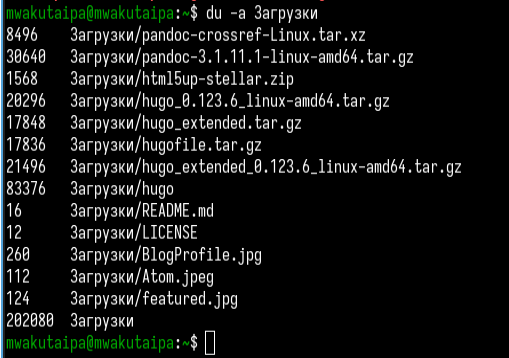 mwakutaipa@mwakutaipa:~$ du -a Загрузки
8496 Загрузки/pandoc-crossref-Linux.tar.xz
30640 Загрузки/pandoc-3.1.11.1-linux-amd64.tar.gz
1568 Загрузки/html5up-stellar.zip
20296 Загрузки/hugo_0.123.6_linux-amd64.tar.gz
17848 Загрузки/hugo_extended.tar.gz
17836 Загрузки/hugofile.tar.gz
21496 Загрузки/hugo_extended_0.123.6_linux-amd64.tar.gz
83376 Загрузки/hugo
16 Загрузки/README.md
12 Загрузки/LICENSE
260 Загрузки/BlogProfile.jpg
112 Загрузки/Atom.jpeg
124 Загрузки/featured.jpg
202080 Загрузки
mwakutaipa@mwakutaipa:~$